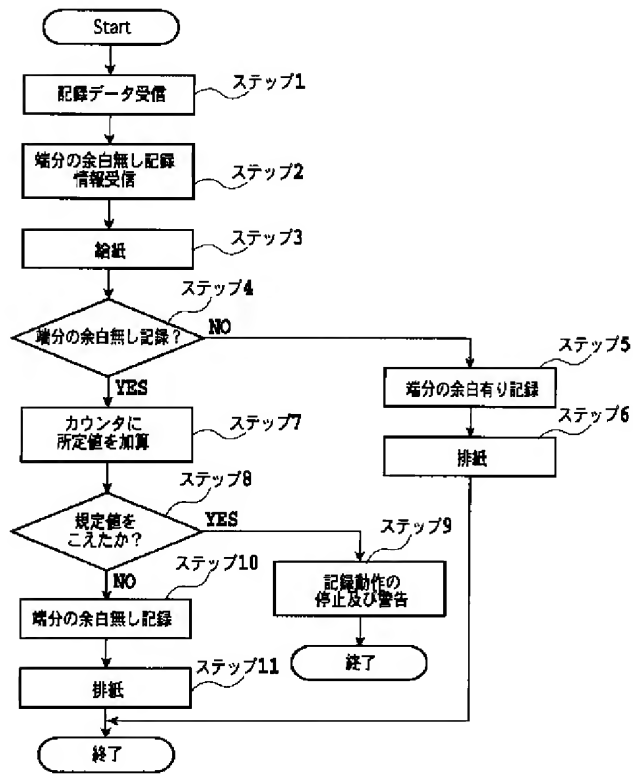 Start
ステップ1
記録データ受信
端分の余白無し記録
情報受信
ステップ2
ステップ3
給紙
ステップ4
端分の余白無し記録？
NO
YES
ステップ5
端分の余白有り記録
ステップ6
排紙
カウンタに
所定値を加算
ステップ7
ステップ8
規定値を
こえたか？
YES
NO
ステップ9
記録動作の
停止及び警告
終了
ステップ10
端分の余白無し記録
ステップ11
排紙
終了